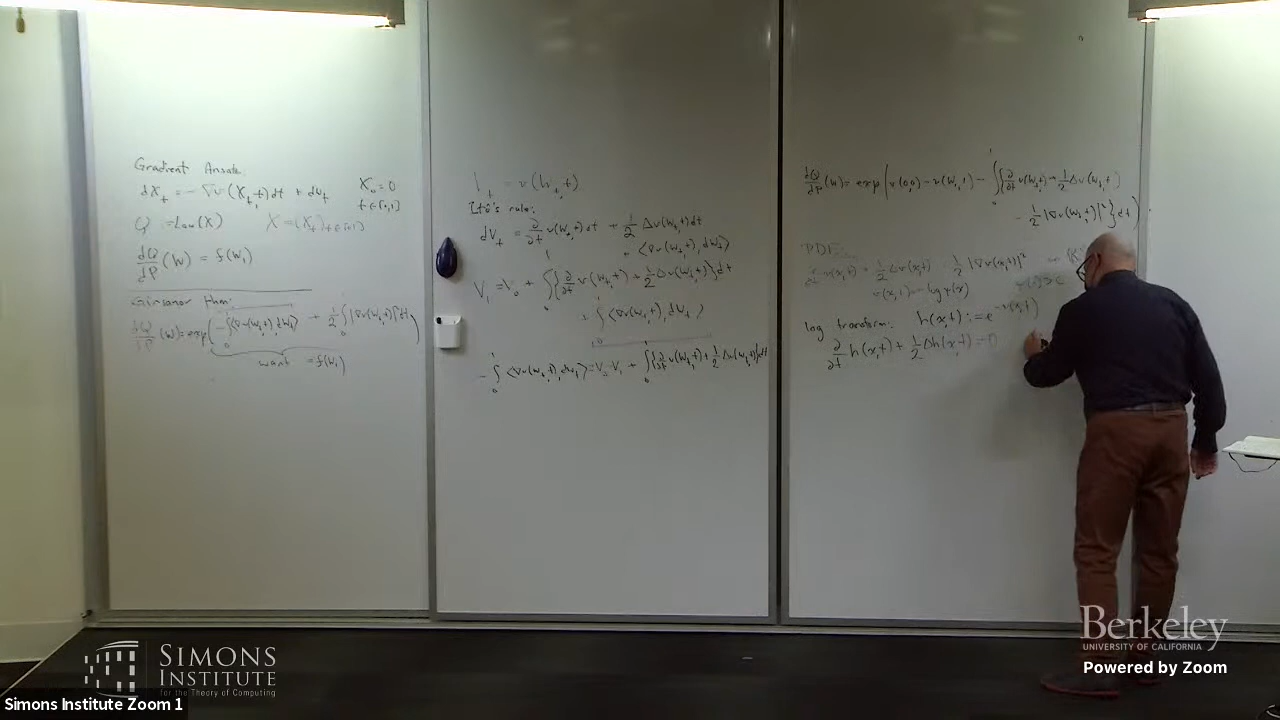 Gradient Ansatz
dX_t = -∇v(X_t,t)dt + dW_t
X_0 = 0
t ∈ [0,1]
Q = Law(X)
X = (X_t)_{t∈[0,1]}
dQ/dP (W) = f(W_1)
Girsanov thm:
dQ/dP (W) = exp(-∫_0^1 ⟨∇v(W_t,t), dW_t⟩ + 1/2 ∫_0^1 |∇v(W_t,t)|² dt)
want = f(W_1)
V_t = v(W_t,t)
Itô's rule:
dV_t = ∂/∂t v(W_t,t)dt + 1/2 Δv(W_t,t)dt
+ ⟨∇v(W_t,t), dW_t⟩
V_1 = V_0 + ∫_0^1 {∂/∂t v(W_t,t) + 1/2 Δv(W_t,t)} dt
+ ∫_0^1 ⟨∇v(W_t,t), dW_t⟩
-∫_0^1 ⟨∇v(W_t,t), dW_t⟩ = V_0 - V_1 + ∫_0^1 {∂/∂t v(W_t,t) + 1/2 Δv(W_t,t)} dt
dQ/dP (W) = exp(v(0,0) - v(W_1,1) - ∫_0^1 {∂/∂t v(W_t,t) + 1/2 Δv(W_t,t)
- 1/2 |∇v(W_t,t)|²} dt)
PDE:
log transform: h(x,t) := e^{-v(x,t)}
∂/∂t h(x,t) + 1/2 Δh(x,t) = 0
Berkeley
UNIVERSITY OF CALIFORNIA
Powered by Zoom
SIMONS
INSTITUTE
for the Theory of Computing
Simons Institute Zoom 1